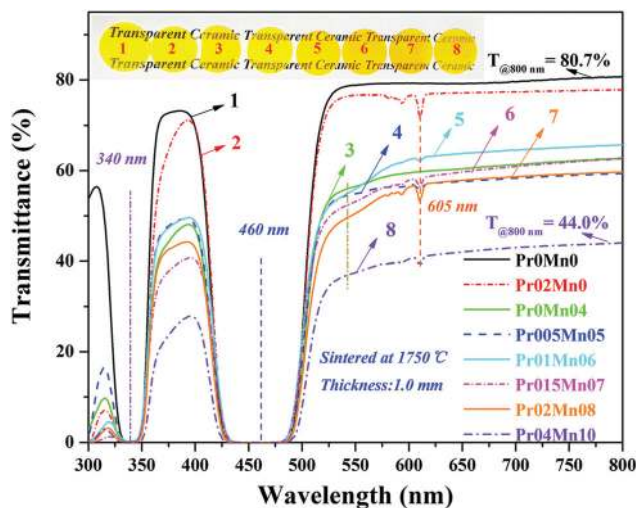 Transparent Ceramic Transparent Ceramic Transparent Ceramic Transparent Ceramic
1 2 3 4 5 6 7 8
Transparent Ceramic Transparent Ceramic Transparent Ceramic Transparent Ceramic
T@800 nm = 80.7%
1
2
3
4
5
6
7
8
340 nm
460 nm
605 nm
T@800 nm = 44.0%
Pr0Mn0
Pr02Mn0
Pr0Mn04
Pr005Mn05
Pr01Mn06
Pr015Mn07
Pr02Mn08
Pr04Mn10
Sintered at 1750 ℃
Thickness:1.0 mm
Transmittance (%)
80
60
40
20
0
300 350 400 450 500 550 600 650 700 750 800
Wavelength (nm)